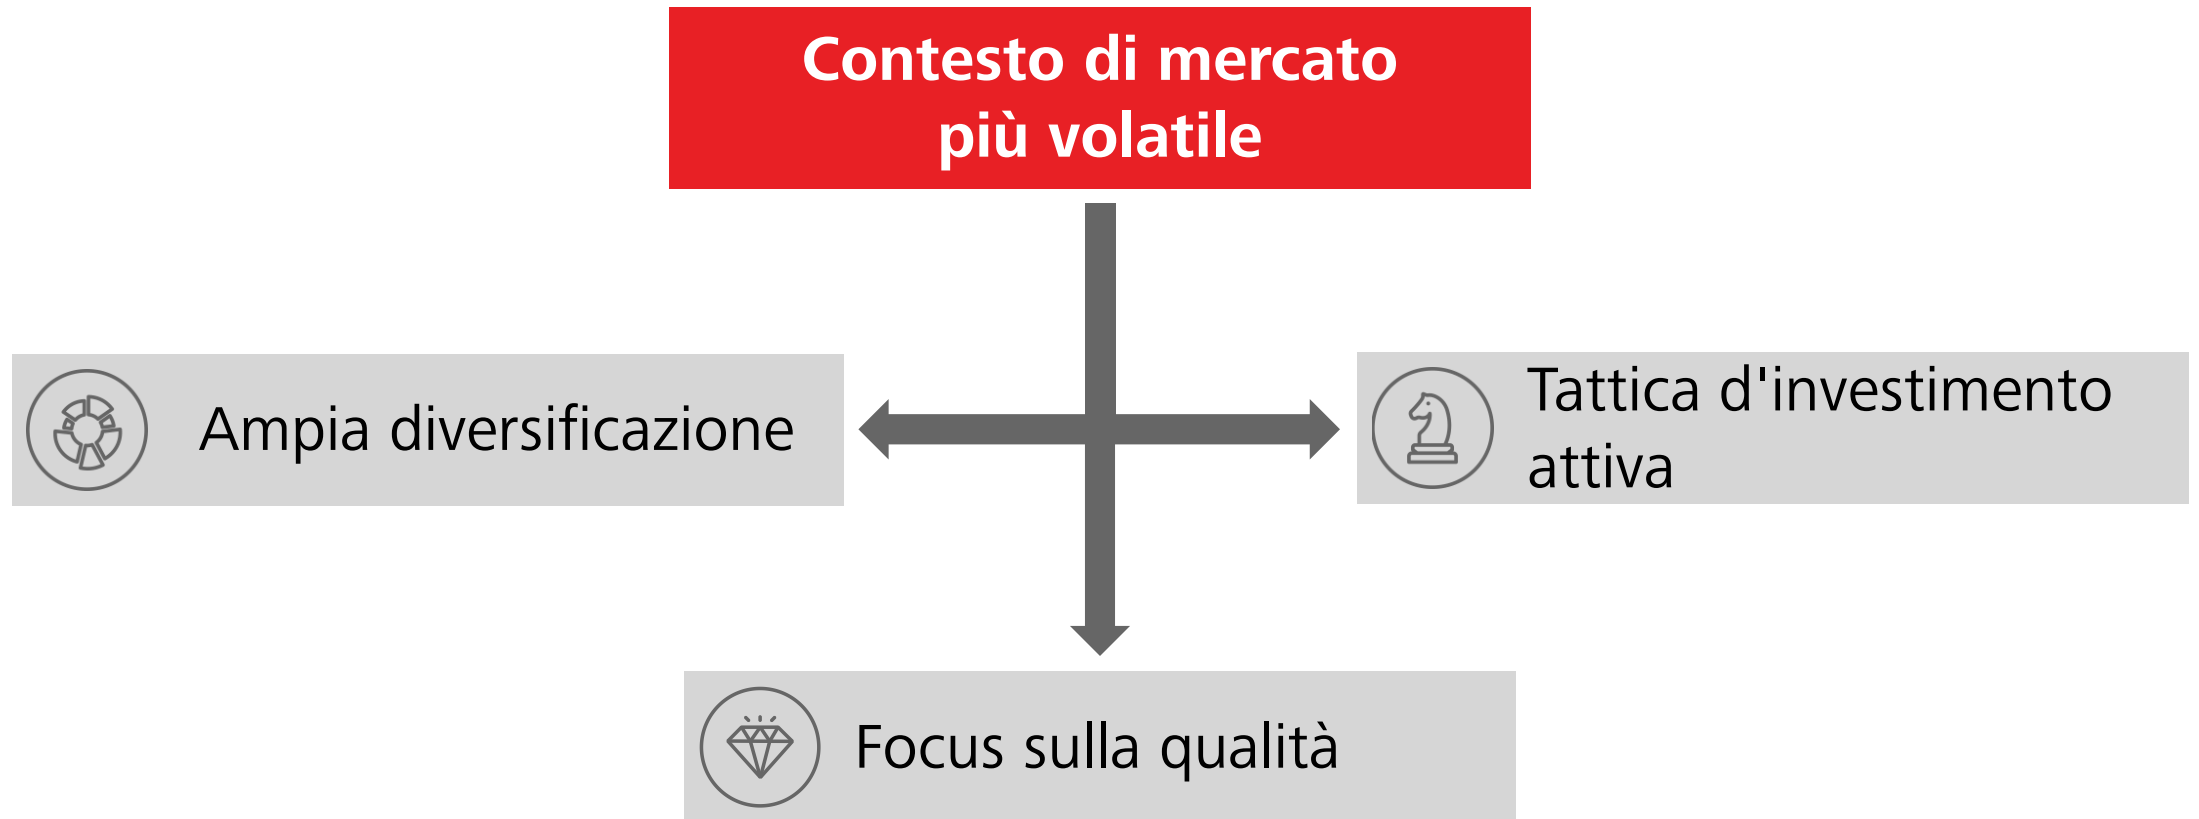 Contesto di mercato
più volatile
Ampia diversificazione
Tattica d'investimento
attiva
Focus sulla qualità